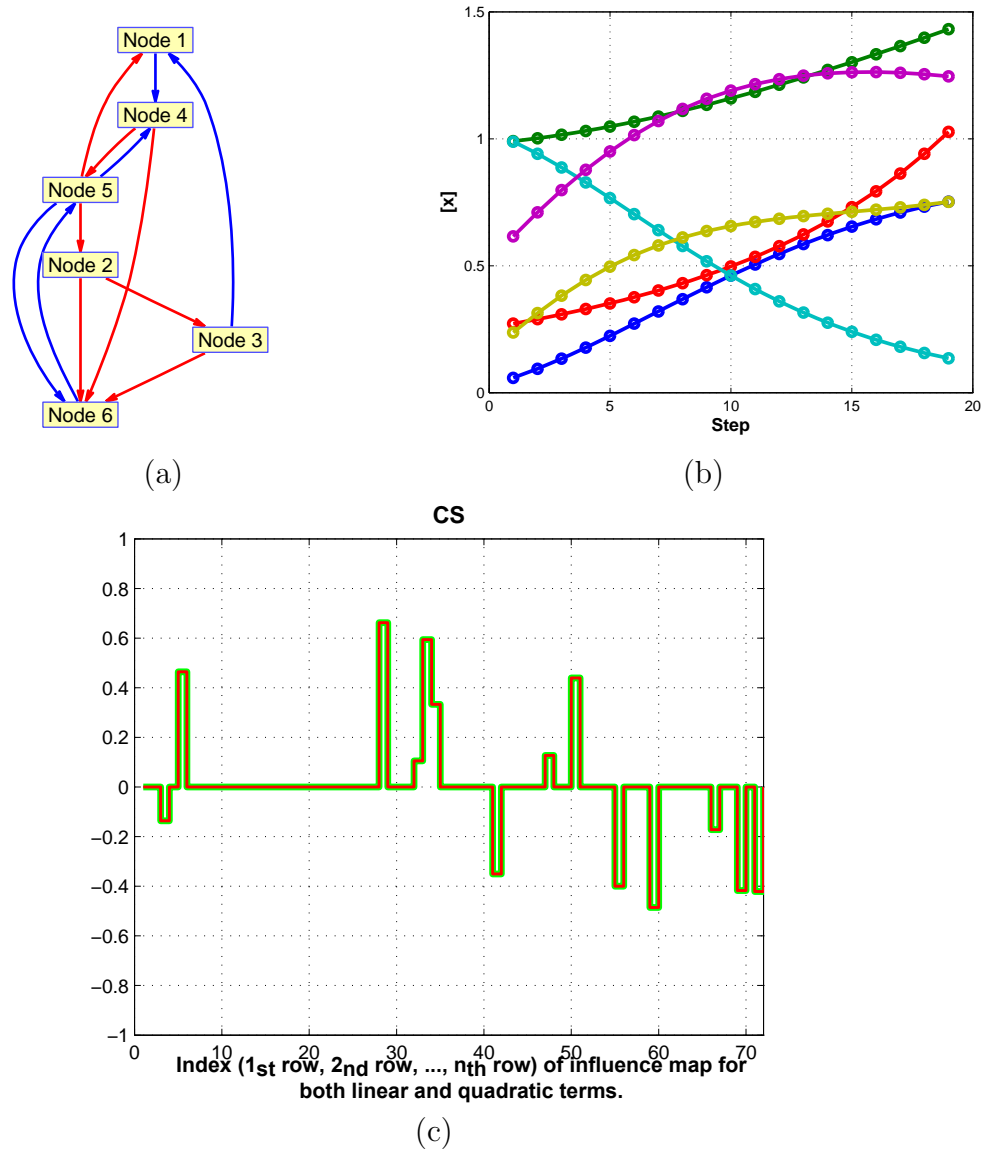 Node 1
Node 4
Node 5
Node 2
Node 3
Node 6
(a)
1.5
1
0.5
0
[x]
0
5
10
15
20
Step
(b)
CS
1
0.8
0.6
0.4
0.2
0
−0.2
−0.4
−0.6
−0.8
−1
0
10
20
30
40
50
60
70
Index (1st row, 2nd row, ..., nth row) of influence map for
both linear and quadratic terms.
(c)